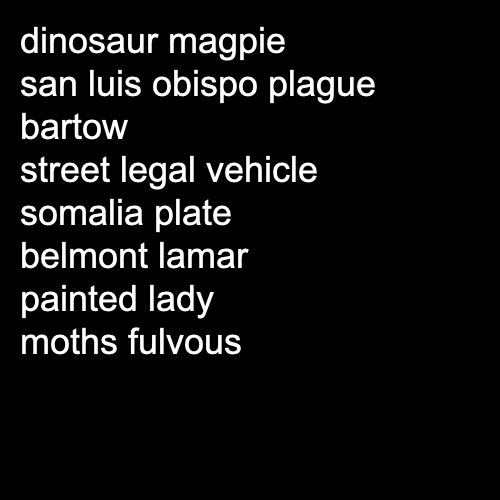 dinosaur magpie
san luis obispo plague
bartow
street legal vehicle
somalia plate
belmont lamar
painted lady
moths fulvous